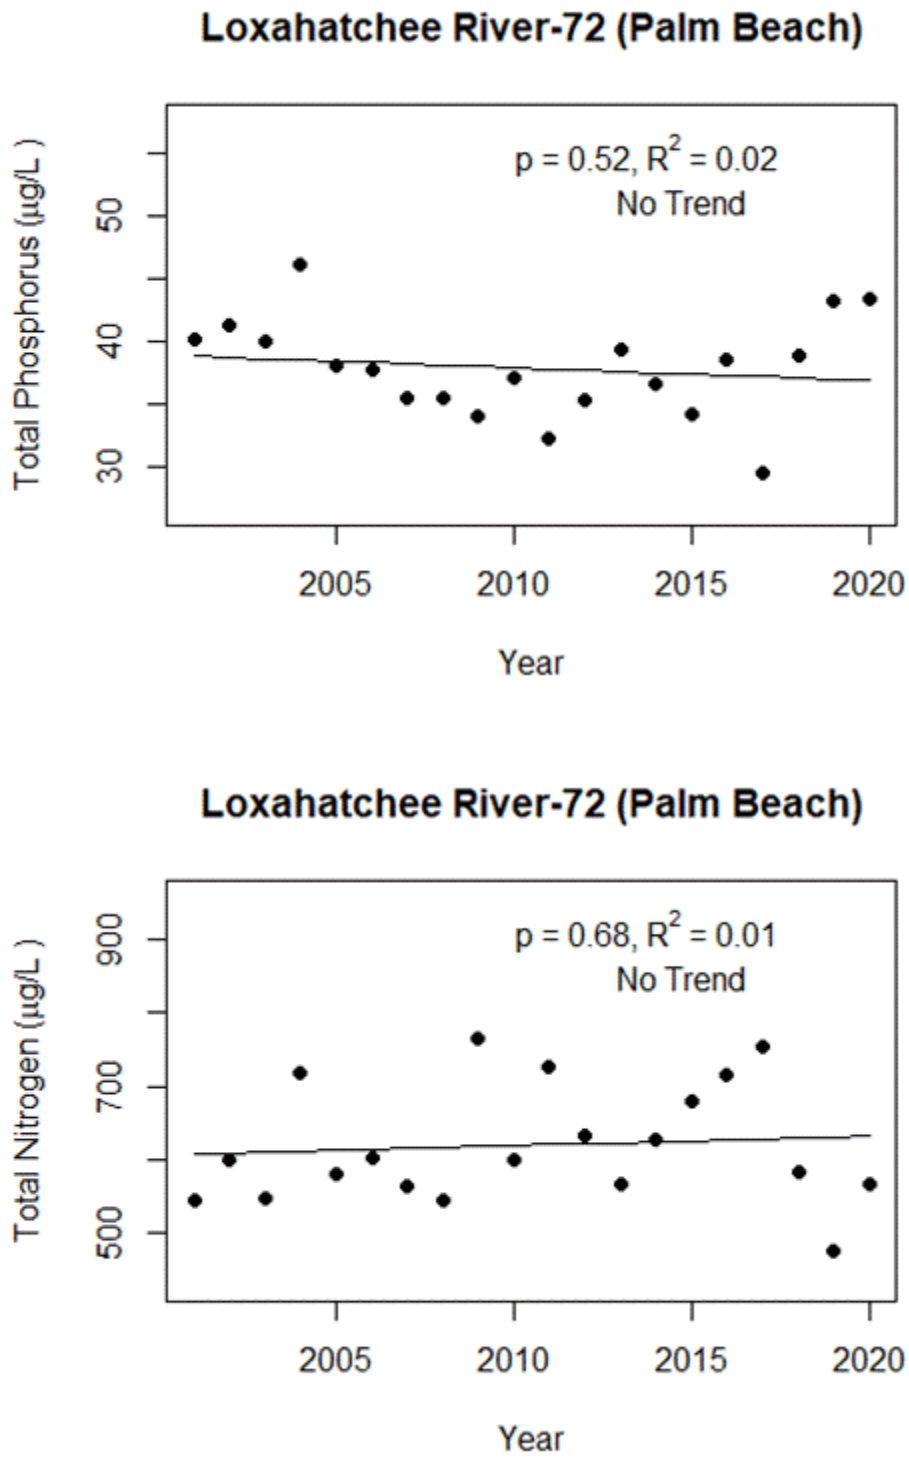 Loxahatchee River-72 (Palm Beach)
p = 0.52, R² = 0.02
No Trend
Total Phosphorus (µg/L )
50
40
30
2005 2010 2015 2020
Year
Loxahatchee River-72 (Palm Beach)
p = 0.68, R² = 0.01
No Trend
Total Nitrogen (µg/L )
900
700
500
2005 2010 2015 2020
Year